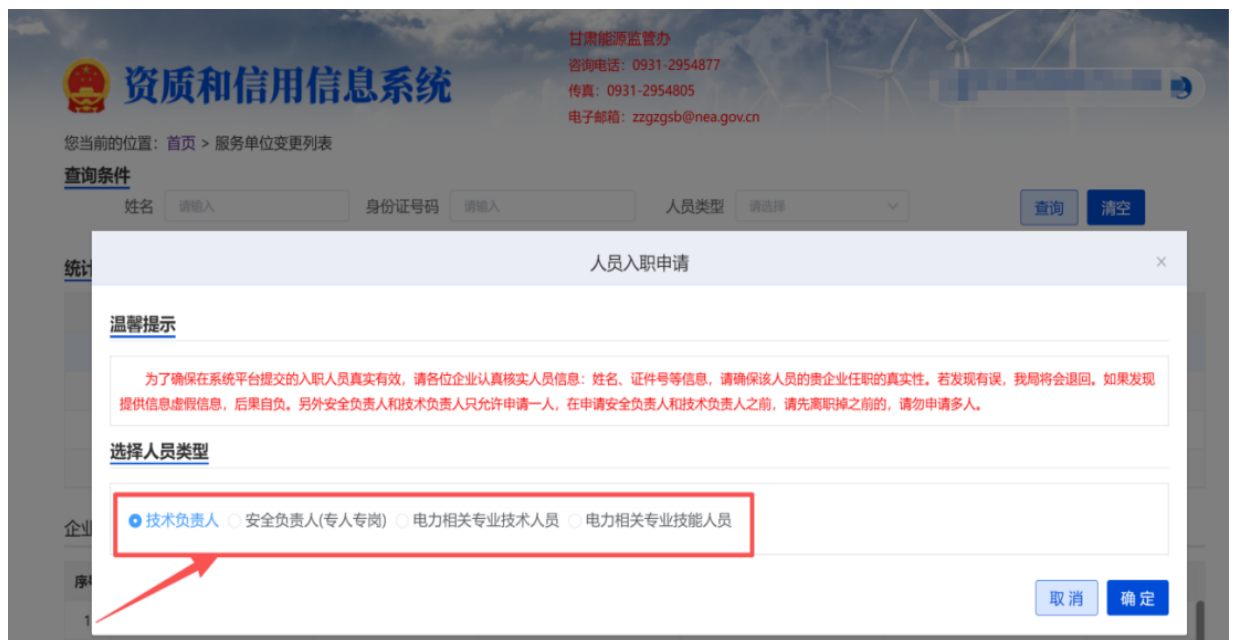 甘肃能源监管办
咨询电话：0931-2954877
传真：0931-2954805
电子邮箱：zzgzgsb@nea.gov.cn
资质和信用信息系统
您当前的位置：首页 > 服务单位变更列表
查询条件
姓名 请输入 身份证号码 请输入 人员类型 请选择 查询 清空
统计
人员入职申请 ×
温馨提示
为了确保在系统平台提交的入职人员真实有效，请各位企业认真核实人员信息：姓名、证件号等信息，请确保该人员的贵企业任职的真实性。若发现有误，我局将会退回。如果发现
提供信息虚假信息，后果自负。另外安全负责人和技术负责人只允许申请一人，在申请安全负责人和技术负责人之前，请先离职掉之前的，请勿申请多人。
选择人员类型
技术负责人 安全负责人(专人专岗) 电力相关专业技术人员 电力相关专业技能人员
企业
序号
1
取消 确定